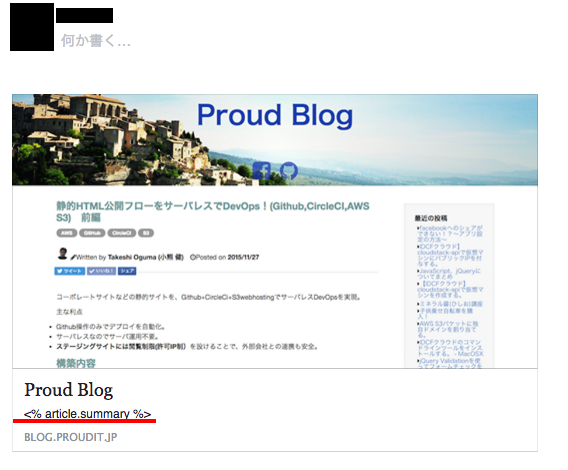 何か書く...
Proud Blog
静的HTML公開フローをサーバレスでDevOps！(Github,CircleCI,AWS
S3)　前編
AWS GitHub CircleCI S3
Written by Takeshi Oguma (小熊 健) Posted on 2015/11/27
ツイート いいね！ シェア
コーポレートサイトなどの静的サイトを、Github+CircleCI+S3webhostingでサーバレスDevOpsを実現。
主な利点
Github操作のみでデプロイを自動化。
サーバレスなのでサーバ運用不要。
ステージングサイトには閲覧制限(許可IP制）を設けることで、外部会社との連携も安全。
構築内容
最近の投稿
facebookへのシェアが
できない！？〜アプリ設
定の方法〜
【DCFクラウド】
cloudstack-apiで仮想マ
シンにパブリックIPを付
与する。
JavaScript、jQueryにつ
いてまとめ
【DCFクラウド】
cloudstack-apiで仮想マ
シンを作成する。
ミネラル籤(ひしお)講座
子供乗せ自転車を購
入！
AWS S3バケットに独
自ドメインを割り当て
る。
DCFクラウドのコマン
ドラインツールをインス
トールする。- MacOSX
jQuery Validationを使
ってフォームチェックを
Proud Blog
<% article.summary %>
BLOG.PROUDIT.JP